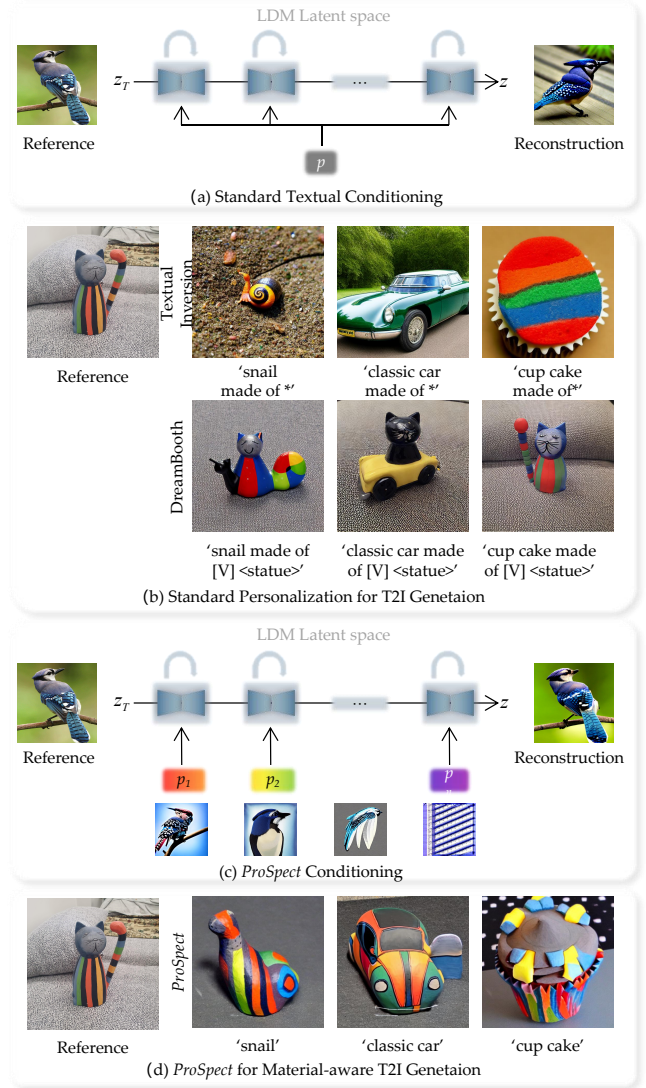 LDM Latent space
z_T
...
z
Reference
Reconstruction
p
(a) Standard Textual Conditioning
Textual
Inversion
Reference
‘snail
made of *’
‘classic car
made of *’
‘cup cake
made of*’
DreamBooth
‘snail made of
[V] <statue>’
‘classic car made
of [V] <statue>’
‘cup cake made
of [V] <statue>’
(b) Standard Personalization for T2I Genetaion
LDM Latent space
z_T
...
z
Reference
Reconstruction
p_1
p_2
p
(c) ProSpect Conditioning
ProSpect
Reference
‘snail’
‘classic car’
‘cup cake’
(d) ProSpect for Material-aware T2I Genetaion